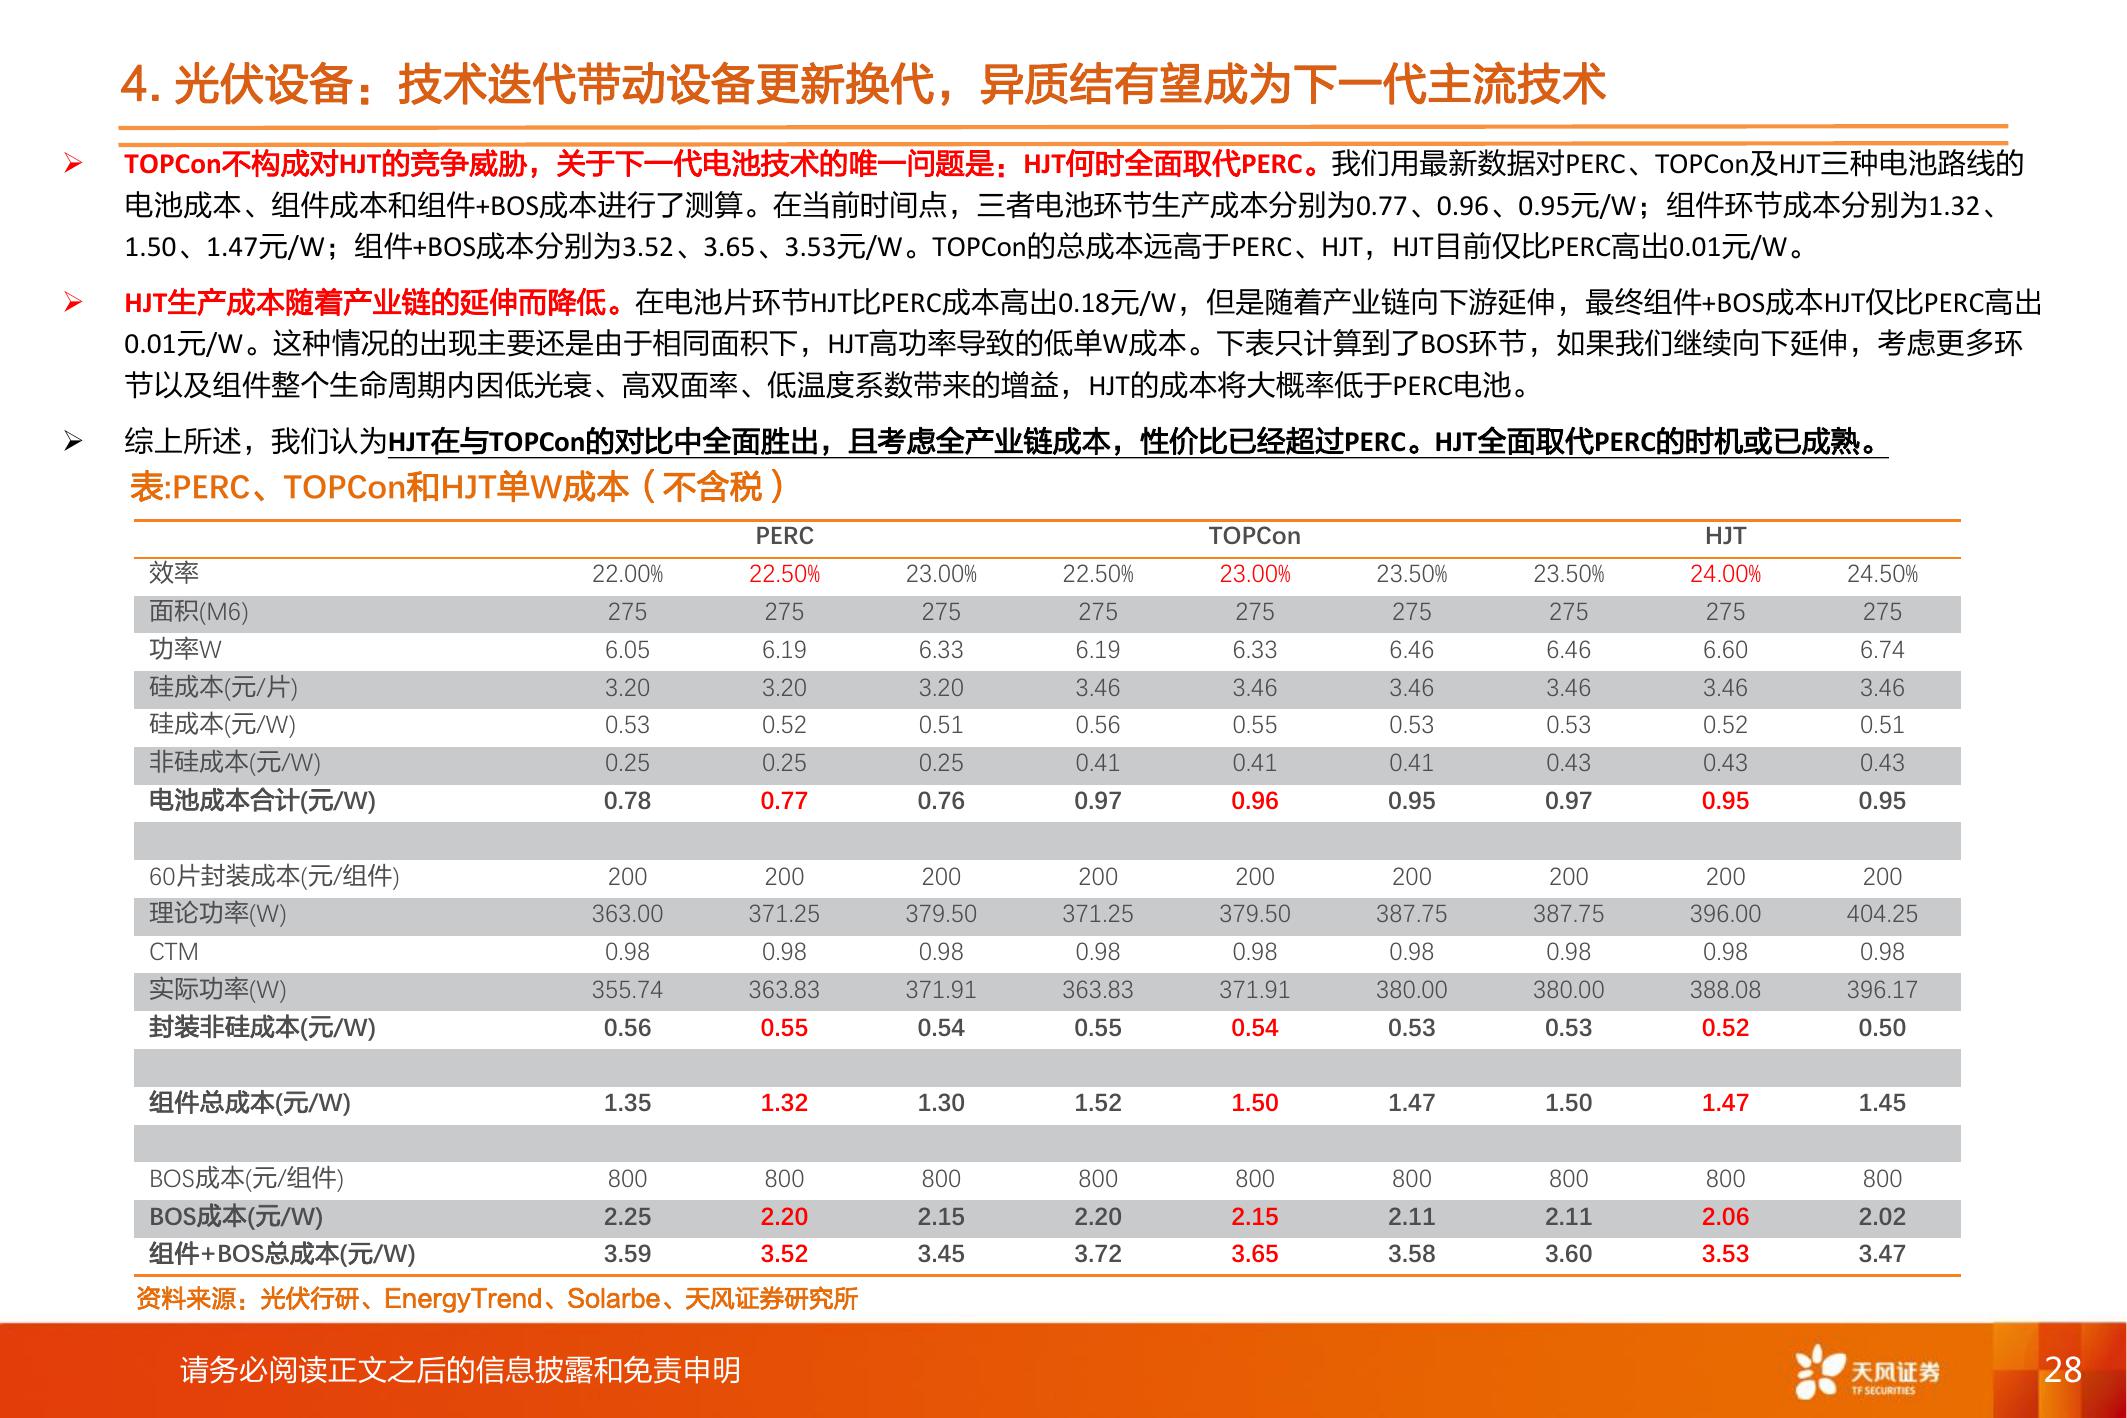 4. 光伏设备：技术迭代带动设备更新换代，异质结有望成为下一代主流技术
➢ TOPCon不构成对HJT的竞争威胁，关于下一代电池技术的唯一问题是：HJT何时全面取代PERC。我们用最新数据对PERC、TOPCon及HJT三种电池路线的
电池成本、组件成本和组件+BOS成本进行了测算。在当前时间点，三者电池环节生产成本分别为0.77、0.96、0.95元/W；组件环节成本分别为1.32、
1.50、1.47元/W；组件+BOS成本分别为3.52、3.65、3.53元/W。TOPCon的总成本远高于PERC、HJT，HJT目前仅比PERC高出0.01元/W。
➢ HJT生产成本随着产业链的延伸而降低。在电池片环节HJT比PERC成本高出0.18元/W，但是随着产业链向下游延伸，最终组件+BOS成本HJT仅比PERC高出
0.01元/W。这种情况的出现主要还是由于相同面积下，HJT高功率导致的低单W成本。下表只计算到了BOS环节，如果我们继续向下延伸，考虑更多环
节以及组件整个生命周期内因低光衰、高双面率、低温度系数带来的增益，HJT的成本将大概率低于PERC电池。
➢ 综上所述，我们认为HJT在与TOPCon的对比中全面胜出，且考虑全产业链成本，性价比已经超过PERC。HJT全面取代PERC的时机或已成熟。
表:PERC、TOPCon和HJT单W成本（不含税）
PERC TOPCon HJT
效率 22.00% 22.50% 23.00% 22.50% 23.00% 23.50% 23.50% 24.00% 24.50%
面积(M6) 275 275 275 275 275 275 275 275 275
功率W 6.05 6.19 6.33 6.19 6.33 6.46 6.46 6.60 6.74
硅成本(元/片) 3.20 3.20 3.20 3.46 3.46 3.46 3.46 3.46 3.46
硅成本(元/W) 0.53 0.52 0.51 0.56 0.55 0.53 0.53 0.52 0.51
非硅成本(元/W) 0.25 0.25 0.25 0.41 0.41 0.41 0.43 0.43 0.43
电池成本合计(元/W) 0.78 0.77 0.76 0.97 0.96 0.95 0.97 0.95 0.95
60片封装成本(元/组件) 200 200 200 200 200 200 200 200 200
理论功率(W) 363.00 371.25 379.50 371.25 379.50 387.75 387.75 396.00 404.25
CTM 0.98 0.98 0.98 0.98 0.98 0.98 0.98 0.98 0.98
实际功率(W) 355.74 363.83 371.91 363.83 371.91 380.00 380.00 388.08 396.17
封装非硅成本(元/W) 0.56 0.55 0.54 0.55 0.54 0.53 0.53 0.52 0.50
组件总成本(元/W) 1.35 1.32 1.30 1.52 1.50 1.47 1.50 1.47 1.45
BOS成本(元/组件) 800 800 800 800 800 800 800 800 800
BOS成本(元/W) 2.25 2.20 2.15 2.20 2.15 2.11 2.11 2.06 2.02
组件+BOS总成本(元/W) 3.59 3.52 3.45 3.72 3.65 3.58 3.60 3.53 3.47
资料来源：光伏行研、EnergyTrend、Solarbe、天风证券研究所
请务必阅读正文之后的信息披露和免责申明
天风证券
TF SECURITIES
28